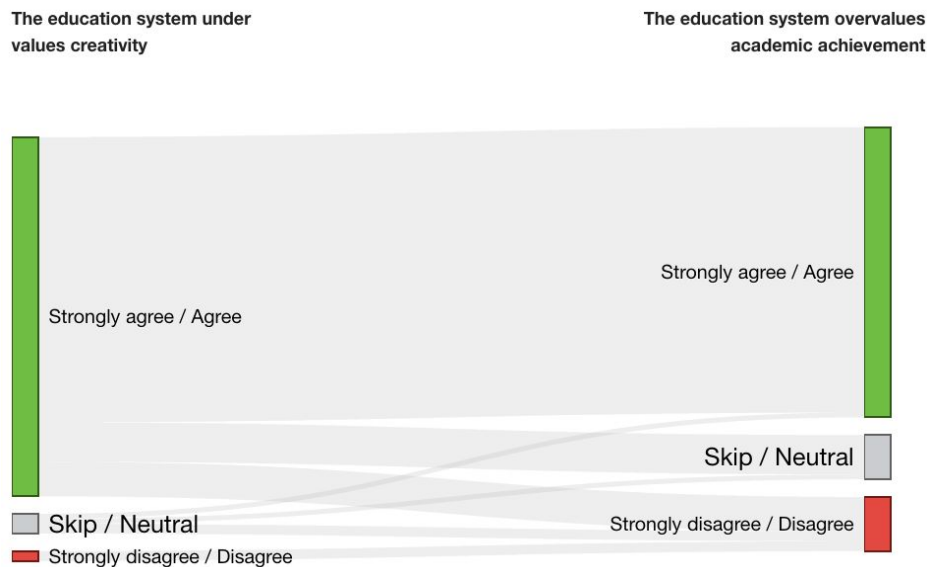 The education system under
values creativity
The education system overvalues
academic achievement
Strongly agree / Agree
Strongly agree / Agree
Skip / Neutral
Skip / Neutral
Strongly disagree / Disagree
Strongly disagree / Disagree